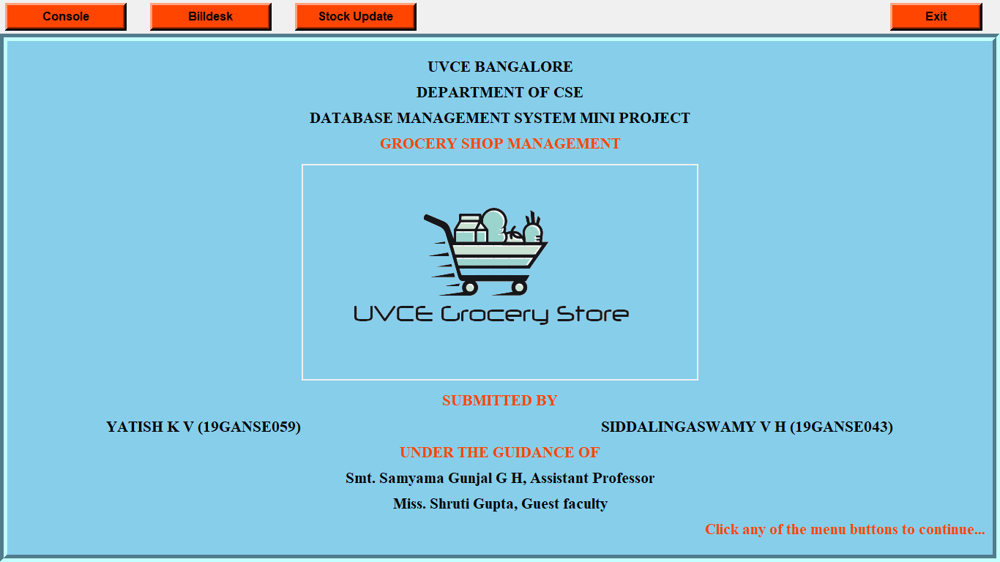 Console Billdesk Stock Update Exit
UVCE BANGALORE
DEPARTMENT OF CSE
DATABASE MANAGEMENT SYSTEM MINI PROJECT
GROCERY SHOP MANAGEMENT
UVCE Grocery Store
SUBMITTED BY
YATISH K V (19GANSE059) SIDDALINGASWAMY V H (19GANSE043)
UNDER THE GUIDANCE OF
Smt. Samyama Gunjal G H, Assistant Professor
Miss. Shruti Gupta, Guest faculty
Click any of the menu buttons to continue...